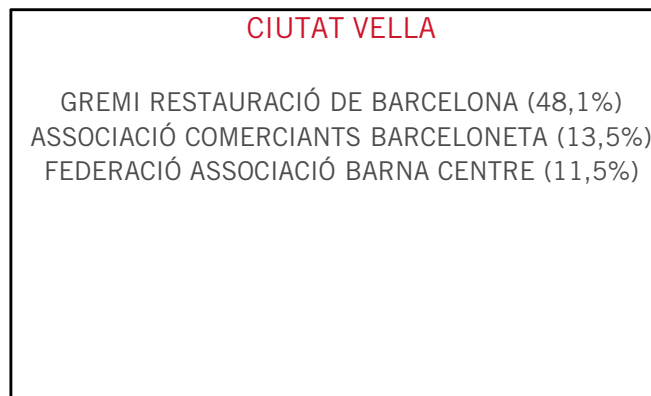 CIUTAT VELLA
GREMI RESTAURACIÓ DE BARCELONA (48,1%)
ASSOCIACIÓ COMERCIANTS BARCELONETA (13,5%)
FEDERACIÓ ASSOCIACIÓ BARNA CENTRE (11,5%)